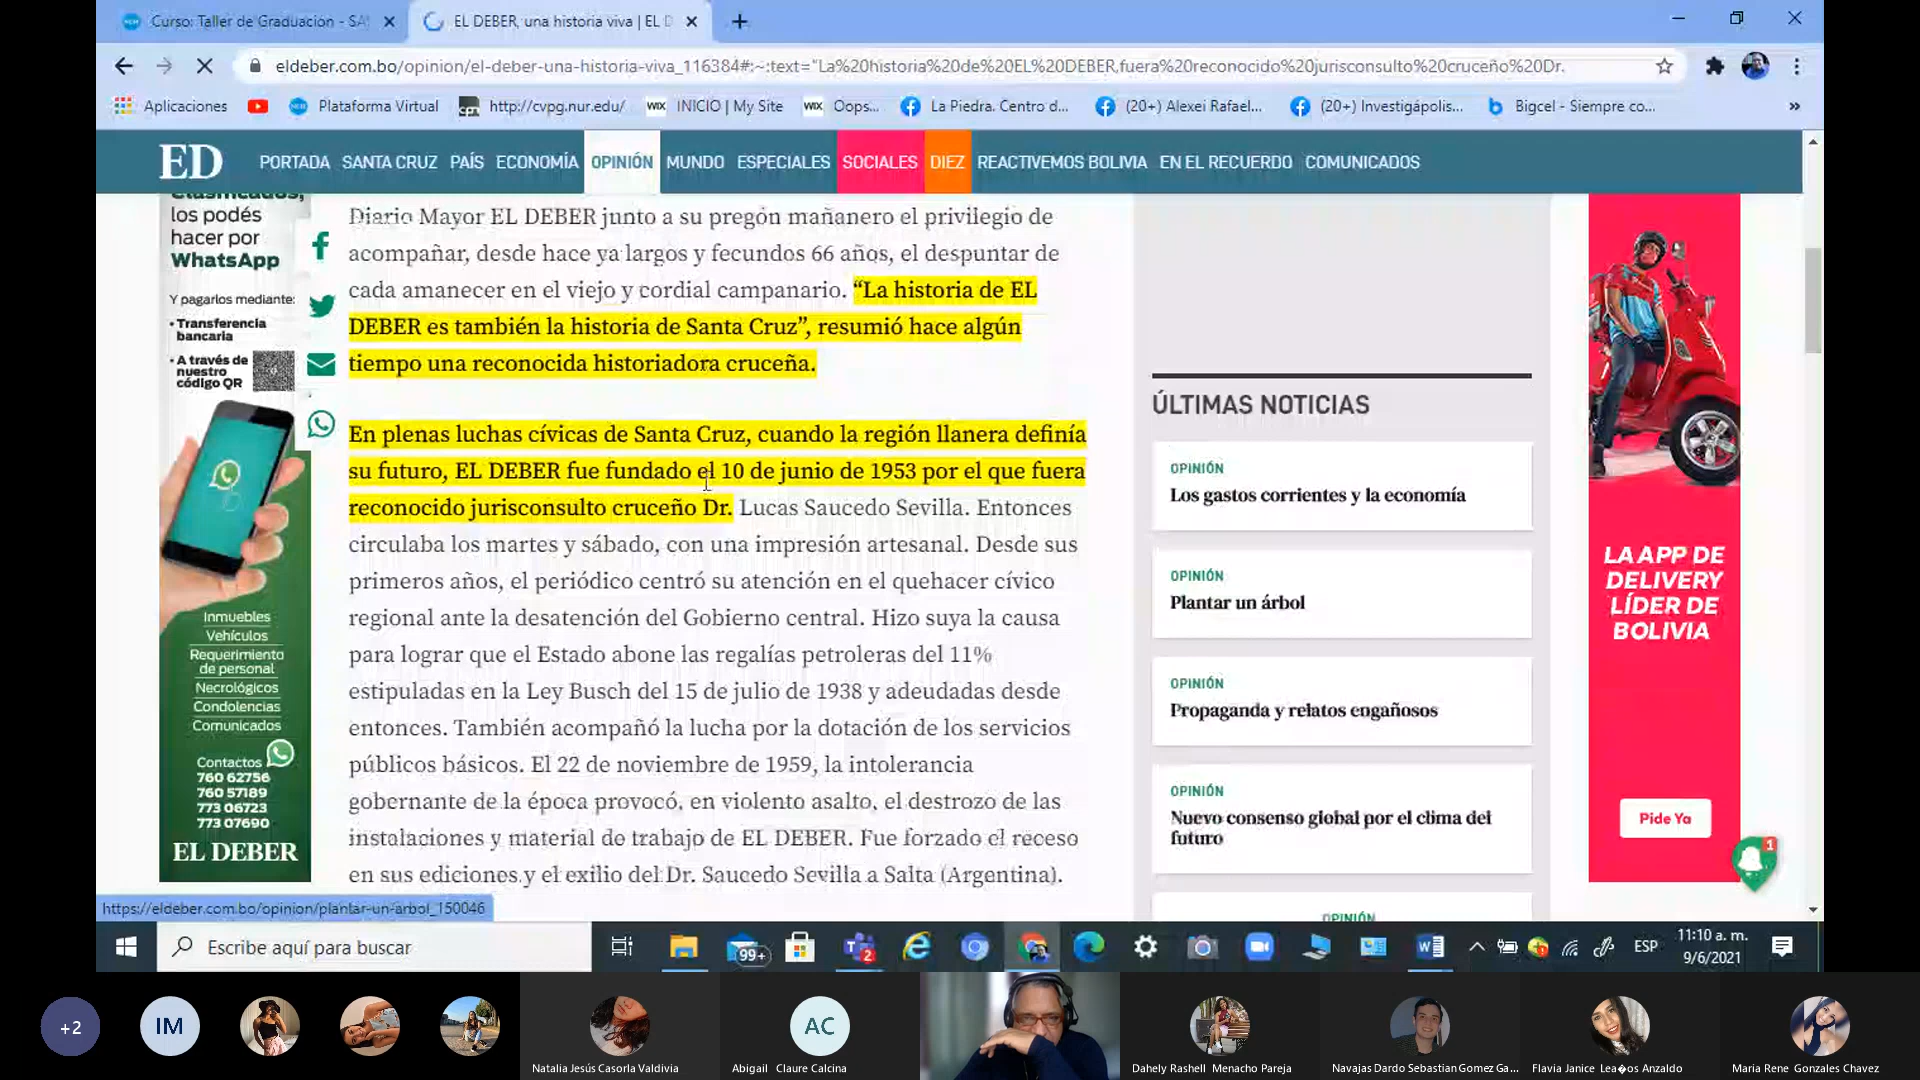 Curso: Taller de Graduacion - SA
EL DEBER, una historia viva | EL D
eldeber.com.bo/opinion/el-deber-una-historia-viva_116384#:~:text="La%20historia%20de%20EL%20DEBER,fuera%20reconocido%20jurisconsulto%20cruceño%20Dr.
Aplicaciones
Plataforma Virtual
http://cvpg.nur.edu/
WIX
INICIO | My Site
WIX
Oops...
La Piedra. Centro d...
(20+) Alexei Rafael...
(20+) Investigápolis...
Bigcel - Siempre co...
»
ED
PORTADA
SANTA CRUZ
PAÍS
ECONOMÍA
OPINIÓN
MUNDO
ESPECIALES
SOCIALES
DIEZ
REACTIVEMOS BOLIVIA
EN EL RECUERDO
COMUNICADOS
Clasificados,
los podés
hacer por
WhatsApp
Y pagarlos mediante:
• Transferencia
bancaria
• A través de
nuestro
código QR
Inmuebles
Vehículos
Requerimiento
de personal
Necrológicos
Condolencias
Comunicados
Contactos
760 62756
760 57189
773 06723
773 07690
EL DEBER
Diario Mayor EL DEBER junto a su pregón mañanero el privilegio de
acompañar, desde hace ya largos y fecundos 66 años, el despuntar de
cada amanecer en el viejo y cordial campanario. “La historia de EL
DEBER es también la historia de Santa Cruz”, resumió hace algún
tiempo una reconocida historiadora cruceña.
En plenas luchas cívicas de Santa Cruz, cuando la región llanera definía
su futuro, EL DEBER fue fundado el 10 de junio de 1953 por el que fuera
reconocido jurisconsulto cruceño Dr. Lucas Saucedo Sevilla. Entonces
circulaba los martes y sábado, con una impresión artesanal. Desde sus
primeros años, el periódico centró su atención en el quehacer cívico
regional ante la desatención del Gobierno central. Hizo suya la causa
para lograr que el Estado abone las regalías petroleras del 11%
estipuladas en la Ley Busch del 15 de julio de 1938 y adeudadas desde
entonces. También acompañó la lucha por la dotación de los servicios
públicos básicos. El 22 de noviembre de 1959, la intolerancia
gobernante de la época provocó, en violento asalto, el destrozo de las
instalaciones y material de trabajo de EL DEBER. Fue forzado el receso
en sus ediciones y el exilio del Dr. Saucedo Sevilla a Salta (Argentina).
ÚLTIMAS NOTICIAS
OPINIÓN
Los gastos corrientes y la economía
OPINIÓN
Plantar un árbol
OPINIÓN
Propaganda y relatos engañosos
OPINIÓN
Nuevo consenso global por el clima del
futuro
OPINIÓN
LA APP DE
DELIVERY
LÍDER DE
BOLIVIA
Pide Ya
1
https://eldeber.com.bo/opinion/plantar-un-arbol_150046
Escribe aquí para buscar
99+
2
ESP
11:10 a. m.
9/6/2021
+2
IM
Natalia Jesús Casorla Valdivia
AC
Abigail Claure Calcina
Dahely Rashell Menacho Pareja
Navajas Dardo Sebastian Gomez Ga...
Flavia Janice Lea�os Anzaldo
Maria Rene Gonzales Chavez